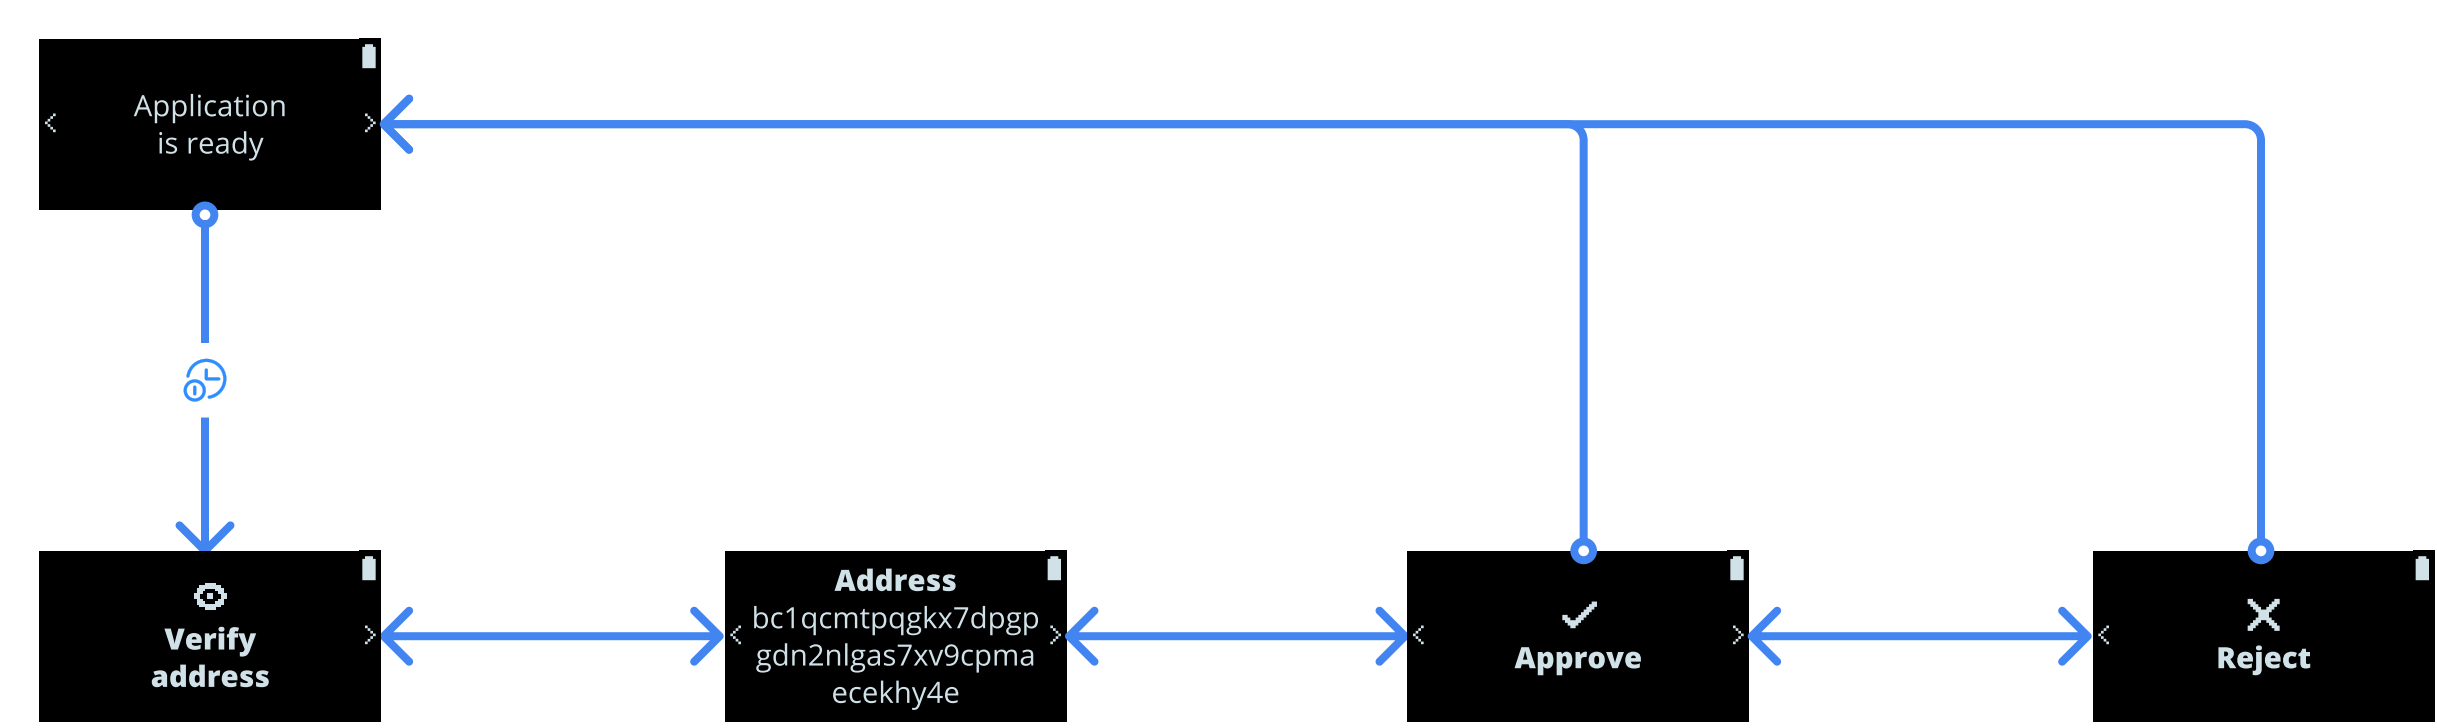 Application
is ready
Verify
address
Address
bc1qcmtpqgkx7dpgp
gdn2nlgas7xv9cpma
ecekhy4e
Approve
Reject